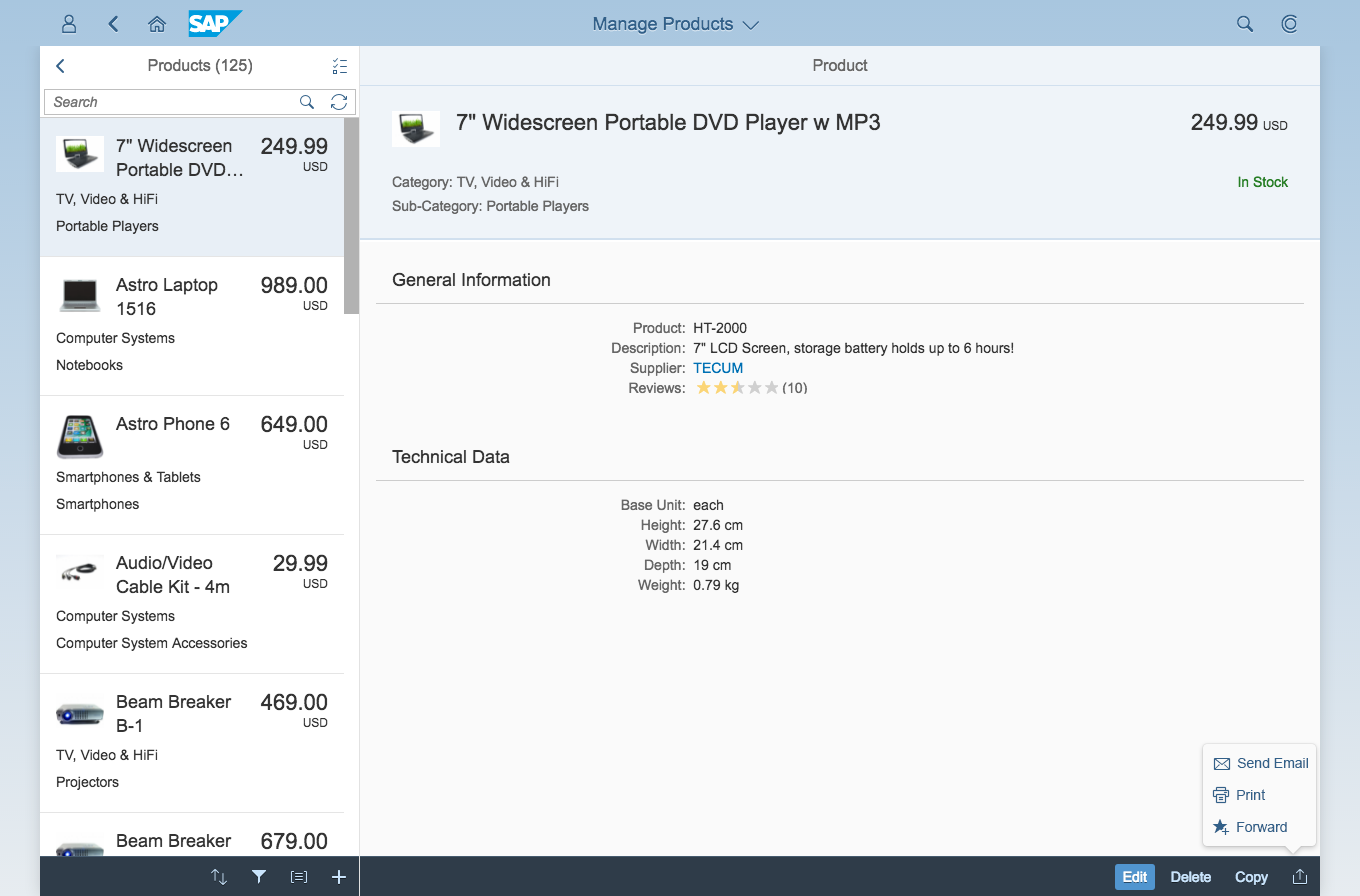 SAP
Manage Products
Products (125)
Search
7" Widescreen
Portable DVD...
249.99
USD
TV, Video & HiFi
Portable Players
Astro Laptop
1516
989.00
USD
Computer Systems
Notebooks
Astro Phone 6
649.00
USD
Smartphones & Tablets
Smartphones
Audio/Video
Cable Kit - 4m
29.99
USD
Computer Systems
Computer System Accessories
Beam Breaker
B-1
469.00
USD
TV, Video & HiFi
Projectors
Beam Breaker
679.00
Product
7" Widescreen Portable DVD Player w MP3
249.99 USD
Category: TV, Video & HiFi
In Stock
Sub-Category: Portable Players
General Information
Product: HT-2000
Description: 7" LCD Screen, storage battery holds up to 6 hours!
Supplier: TECUM
Reviews: (10)
Technical Data
Base Unit: each
Height: 27.6 cm
Width: 21.4 cm
Depth: 19 cm
Weight: 0.79 kg
Send Email
Print
Forward
Edit Delete Copy